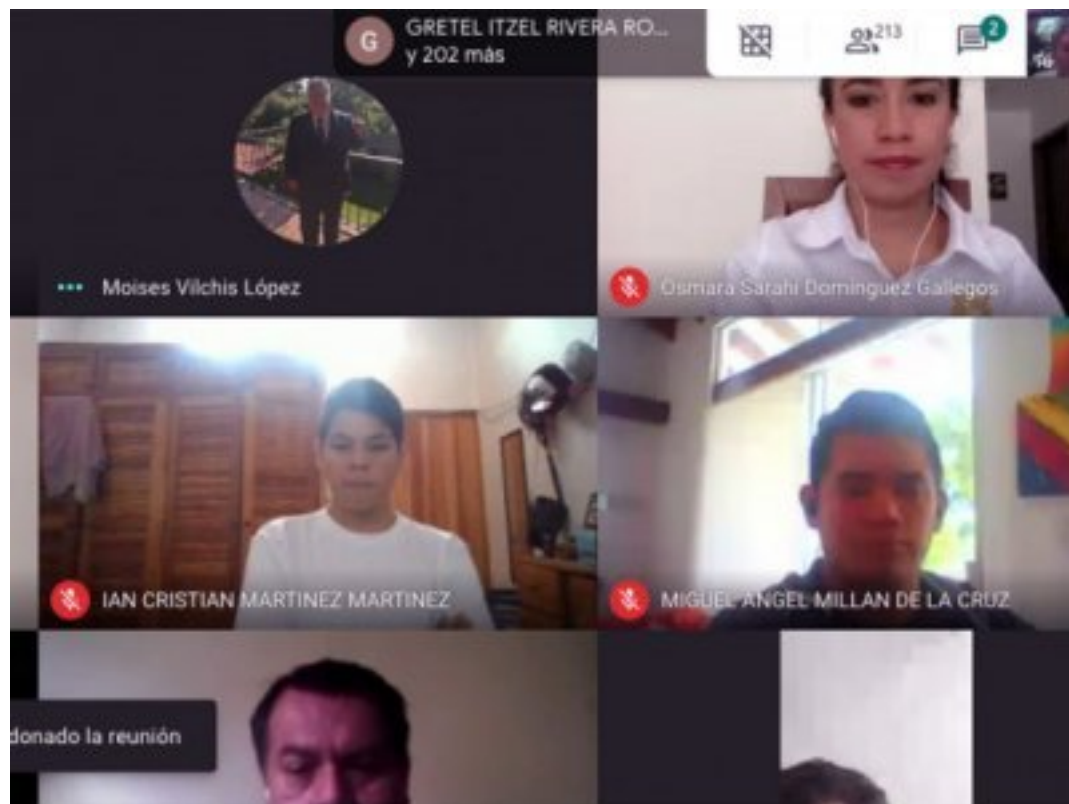 G
GRETEL ITZEL RIVERA RO...
y 202 más
213
2
Moises Vilchis López
Osmara Sarahi Dominguez Gallegos
IAN CRISTIAN MARTINEZ MARTINEZ
MIGUEL ANGEL MILLAN DE LA CRUZ
donado la reunión